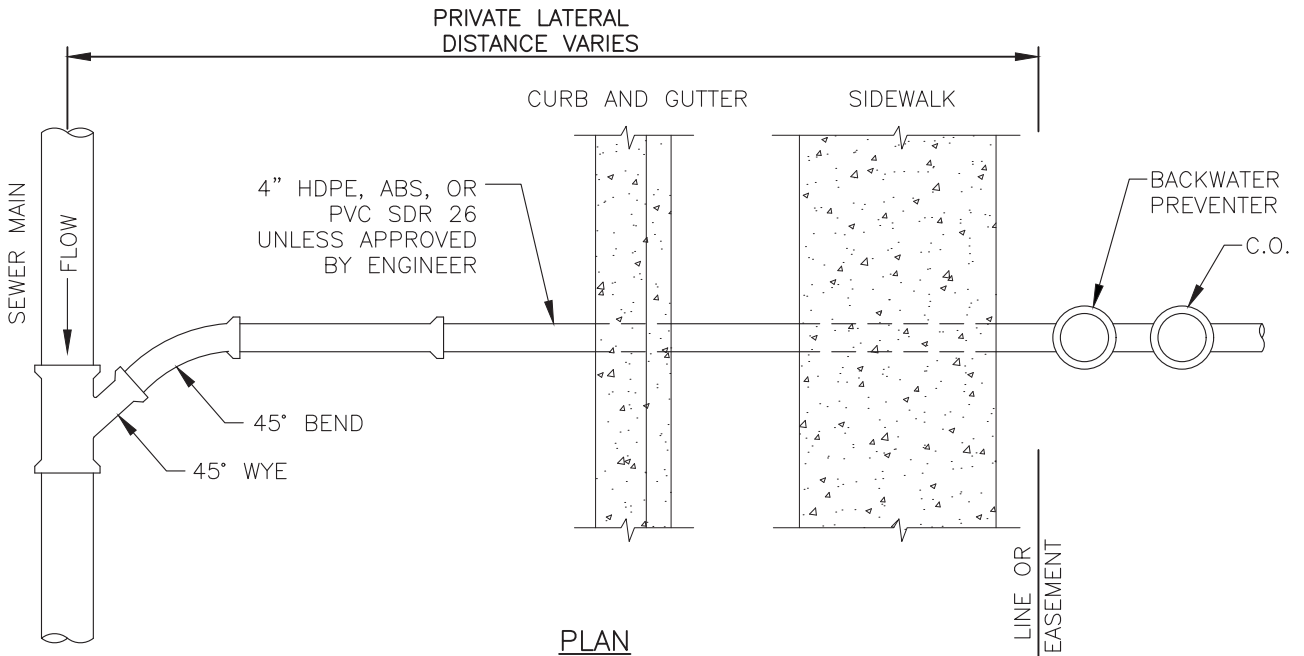 PRIVATE LATERAL
DISTANCE VARIES
CURB AND GUTTER
SIDEWALK
4” HDPE, ABS, OR
PVC SDR 26
UNLESS APPROVED
BY ENGINEER
BACKWATER
PREVENTER
C.O.
SEWER MAIN
FLOW
45° BEND
45° WYE
LINE OR
EASEMENT
PLAN